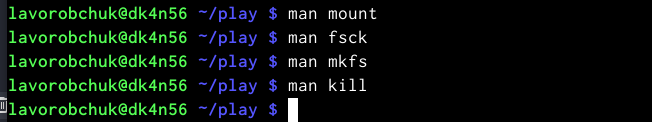 lavorobchuk@dk4n56 ~/play $ man mount
lavorobchuk@dk4n56 ~/play $ man fsck
lavorobchuk@dk4n56 ~/play $ man mkfs
lavorobchuk@dk4n56 ~/play $ man kill
lavorobchuk@dk4n56 ~/play $